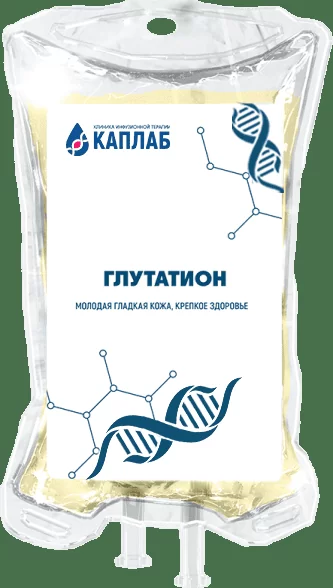 КЛИНИКА ИНФУЗИОННОЙ ТЕРАПИИ
КАПЛАБ
ГЛУТАТИОН
МОЛОДАЯ ГЛАДКАЯ КОЖА, КРЕПКОЕ ЗДОРОВЬЕ